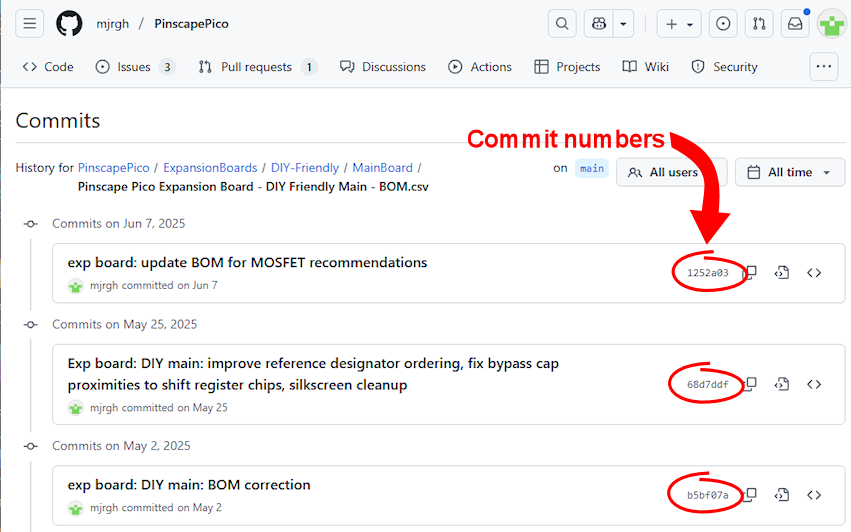 mjrgh / PinscapePico
Code Issues 3 Pull requests 1 Discussions Actions Projects Wiki Security
Commits
Commit numbers
History for PinscapePico / ExpansionBoards / DIY-Friendly / MainBoard / on main All users All time
Pinscape Pico Expansion Board - DIY Friendly Main - BOM.csv
Commits on Jun 7, 2025
exp board: update BOM for MOSFET recommendations
1252a03
mjrgh committed on Jun 7
Commits on May 25, 2025
Exp board: DIY main: improve reference designator ordering, fix bypass cap
proximities to shift register chips, silkscreen cleanup
68d7ddf
mjrgh committed on May 25
Commits on May 2, 2025
exp board: DIY main: BOM correction
b5bf07a
mjrgh committed on May 2